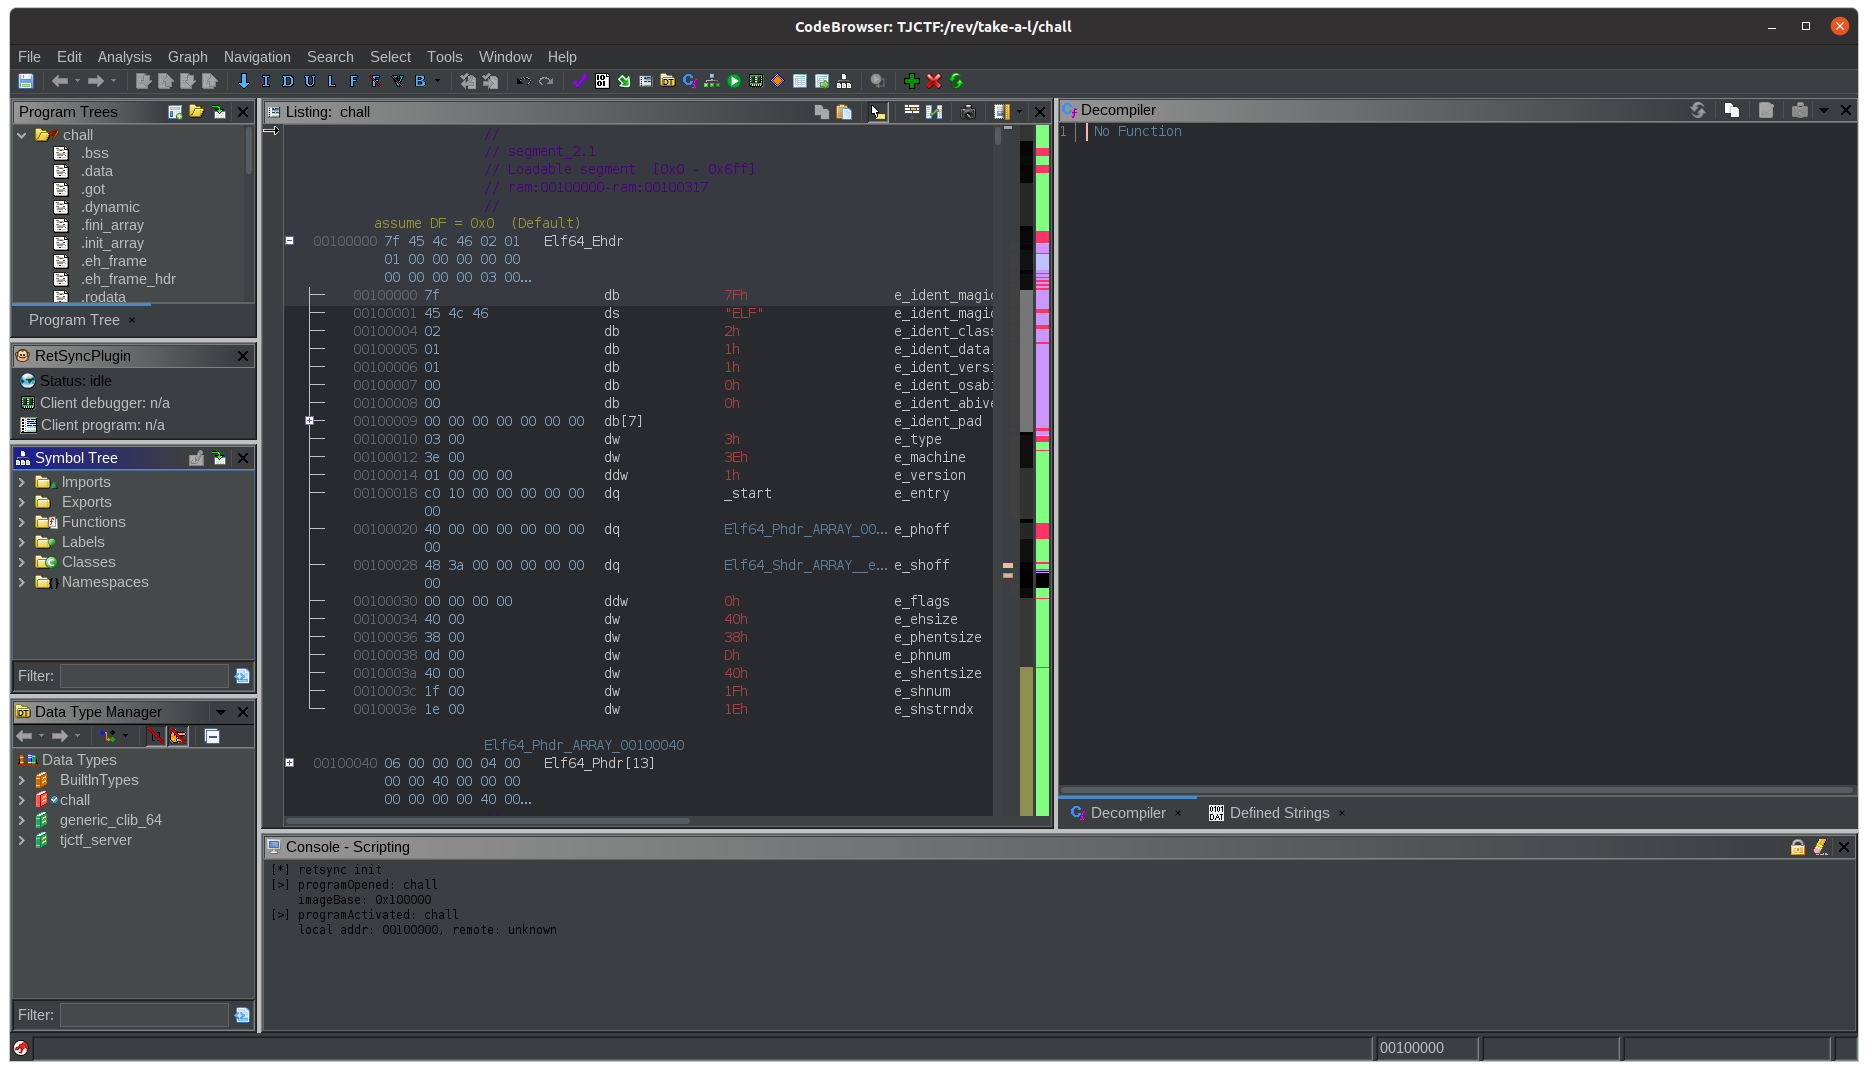 CodeBrowser: TJCTF:/rev/take-a-l/chall
File Edit Analysis Graph Navigation Search Select Tools Window Help
I D U L F F V B
Program Trees
chall
.bss
.data
.got
.dynamic
.fini_array
.init_array
.eh_frame
.eh_frame_hdr
.rodata
Program Tree ×
RetSyncPlugin
Status: idle
Client debugger: n/a
Client program: n/a
Symbol Tree
Imports
Exports
Functions
Labels
Classes
Namespaces
Filter:
Data Type Manager
Data Types
BuiltInTypes
chall
generic_clib_64
tjctf_server
Filter:
Listing: chall
//
// segment_2.1
// Loadable segment [0x0 - 0x6ff]
// ram:00100000-ram:00100317
//
assume DF = 0x0 (Default)
00100000 7f 45 4c 46 02 01 Elf64_Ehdr
01 00 00 00 00 00
00 00 00 00 03 00...
00100000 7f db 7Fh e_ident_magic
00100001 45 4c 46 ds "ELF" e_ident_magic
00100004 02 db 2h e_ident_class
00100005 01 db 1h e_ident_data
00100006 01 db 1h e_ident_versi
00100007 00 db 0h e_ident_osabi
00100008 00 db 0h e_ident_abive
00100009 00 00 00 00 00 00 00 db[7] e_ident_pad
00100010 03 00 dw 3h e_type
00100012 3e 00 dw 3Eh e_machine
00100014 01 00 00 00 ddw 1h e_version
00100018 c0 10 00 00 00 00 00 dq _start e_entry
00
00100020 40 00 00 00 00 00 00 dq Elf64_Phdr_ARRAY_00... e_phoff
00
00100028 48 3a 00 00 00 00 00 dq Elf64_Shdr_ARRAY__e... e_shoff
00
00100030 00 00 00 00 ddw 0h e_flags
00100034 40 00 dw 40h e_ehsize
00100036 38 00 dw 38h e_phentsize
00100038 0d 00 dw Dh e_phnum
0010003a 40 00 dw 40h e_shentsize
0010003c 1f 00 dw 1Fh e_shnum
0010003e 1e 00 dw 1Eh e_shstrndx
Elf64_Phdr_ARRAY_00100040
00100040 06 00 00 00 04 00 Elf64_Phdr[13]
00 00 40 00 00 00
00 00 00 00 40 00...
Decompiler
1 No Function
Decompiler × Defined Strings ×
Console - Scripting
[*] retsync init
[>] programOpened: chall
imageBase: 0x100000
[>] programActivated: chall
local addr: 00100000, remote: unknown
00100000